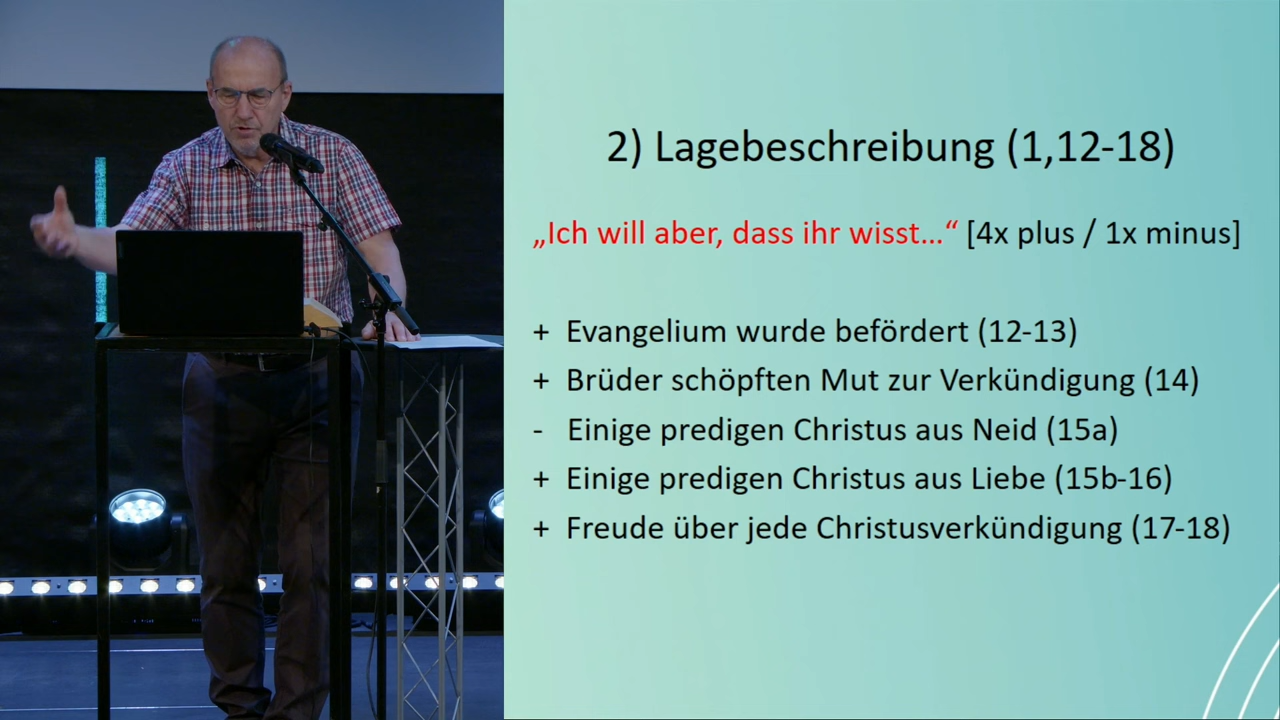 2) Lagebeschreibung (1,12-18)
„Ich will aber, dass ihr wisst...“ [4x plus / 1x minus]
+ Evangelium wurde befördert (12-13)
+ Brüder schöpften Mut zur Verkündigung (14)
- Einige predigen Christus aus Neid (15a)
+ Einige predigen Christus aus Liebe (15b-16)
+ Freude über jede Christusverkündigung (17-18)